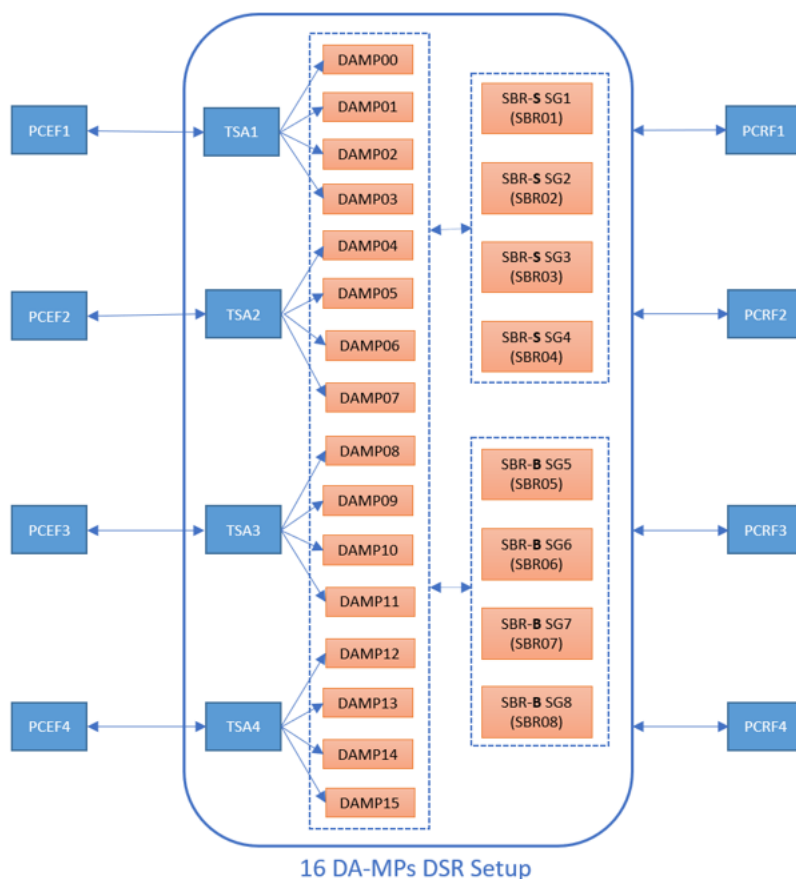 PCEF1
PCEF2
PCEF3
PCEF4
TSA1
TSA2
TSA3
TSA4
DAMP00
DAMP01
DAMP02
DAMP03
DAMP04
DAMP05
DAMP06
DAMP07
DAMP08
DAMP09
DAMP10
DAMP11
DAMP12
DAMP13
DAMP14
DAMP15
SBR-S SG1
(SBR01)
SBR-S SG2
(SBR02)
SBR-S SG3
(SBR03)
SBR-S SG4
(SBR04)
SBR-B SG5
(SBR05)
SBR-B SG6
(SBR06)
SBR-B SG7
(SBR07)
SBR-B SG8
(SBR08)
PCRF1
PCRF2
PCRF3
PCRF4
16 DA-MPs DSR Setup